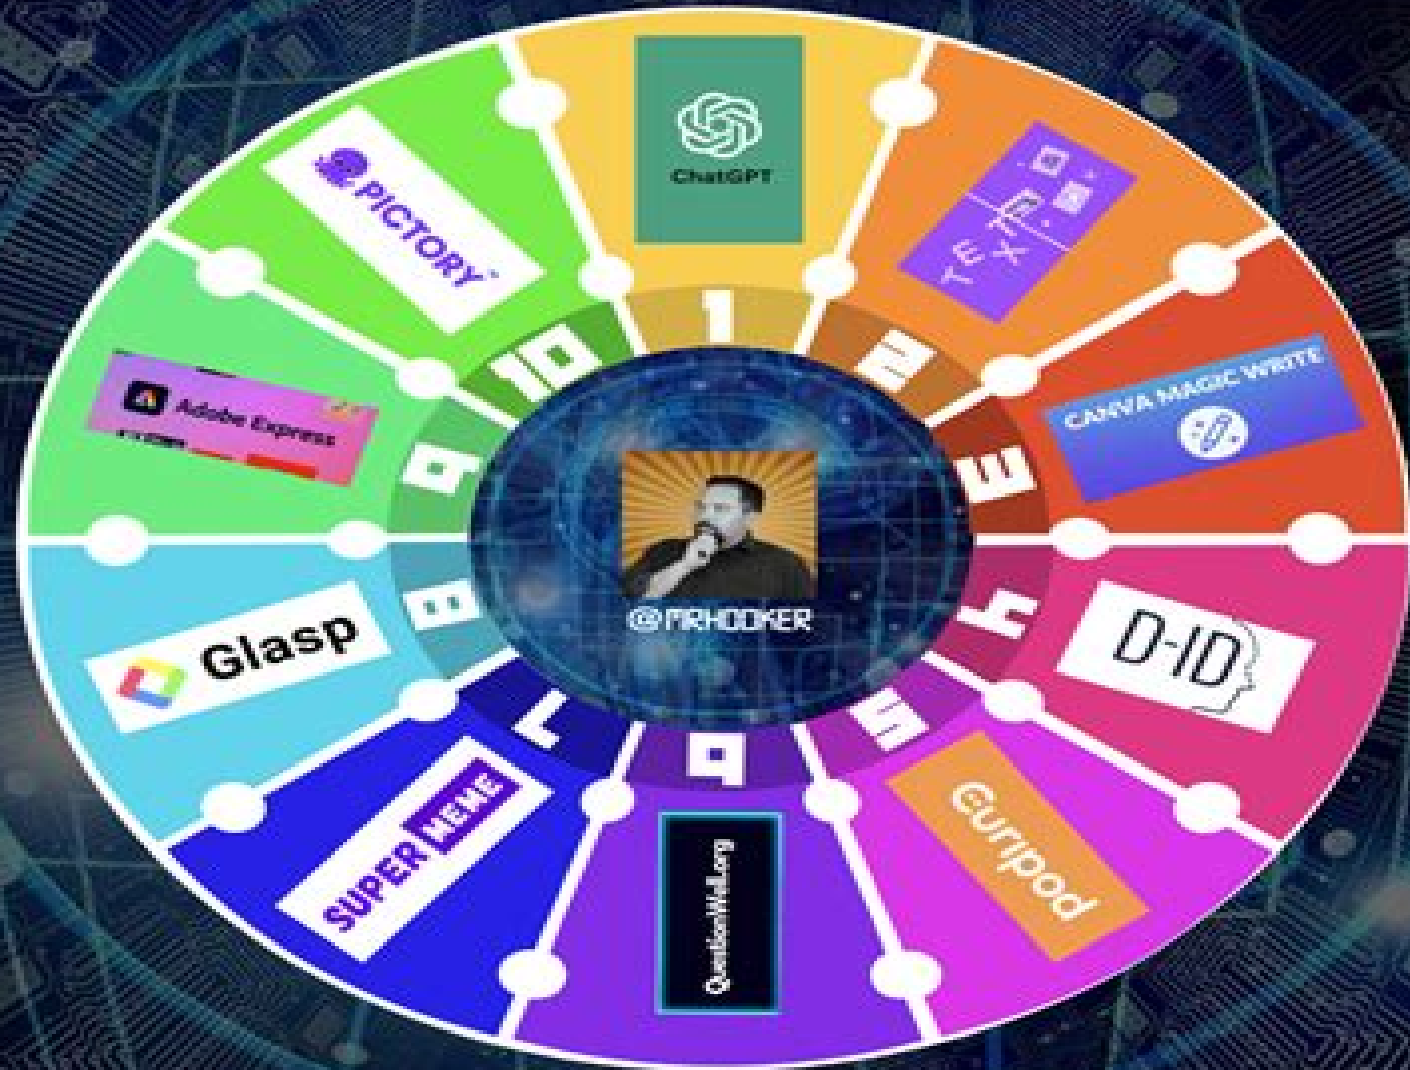 1
ChatGPT
2
TEXT
3
CANVA MAGIC WRITE
4
D-ID
5
Curipod
6
QuestionWell.org
7
SUPER MEME
8
Glasp
9
Adobe Express
10
PICTORY
@MRHOOKER